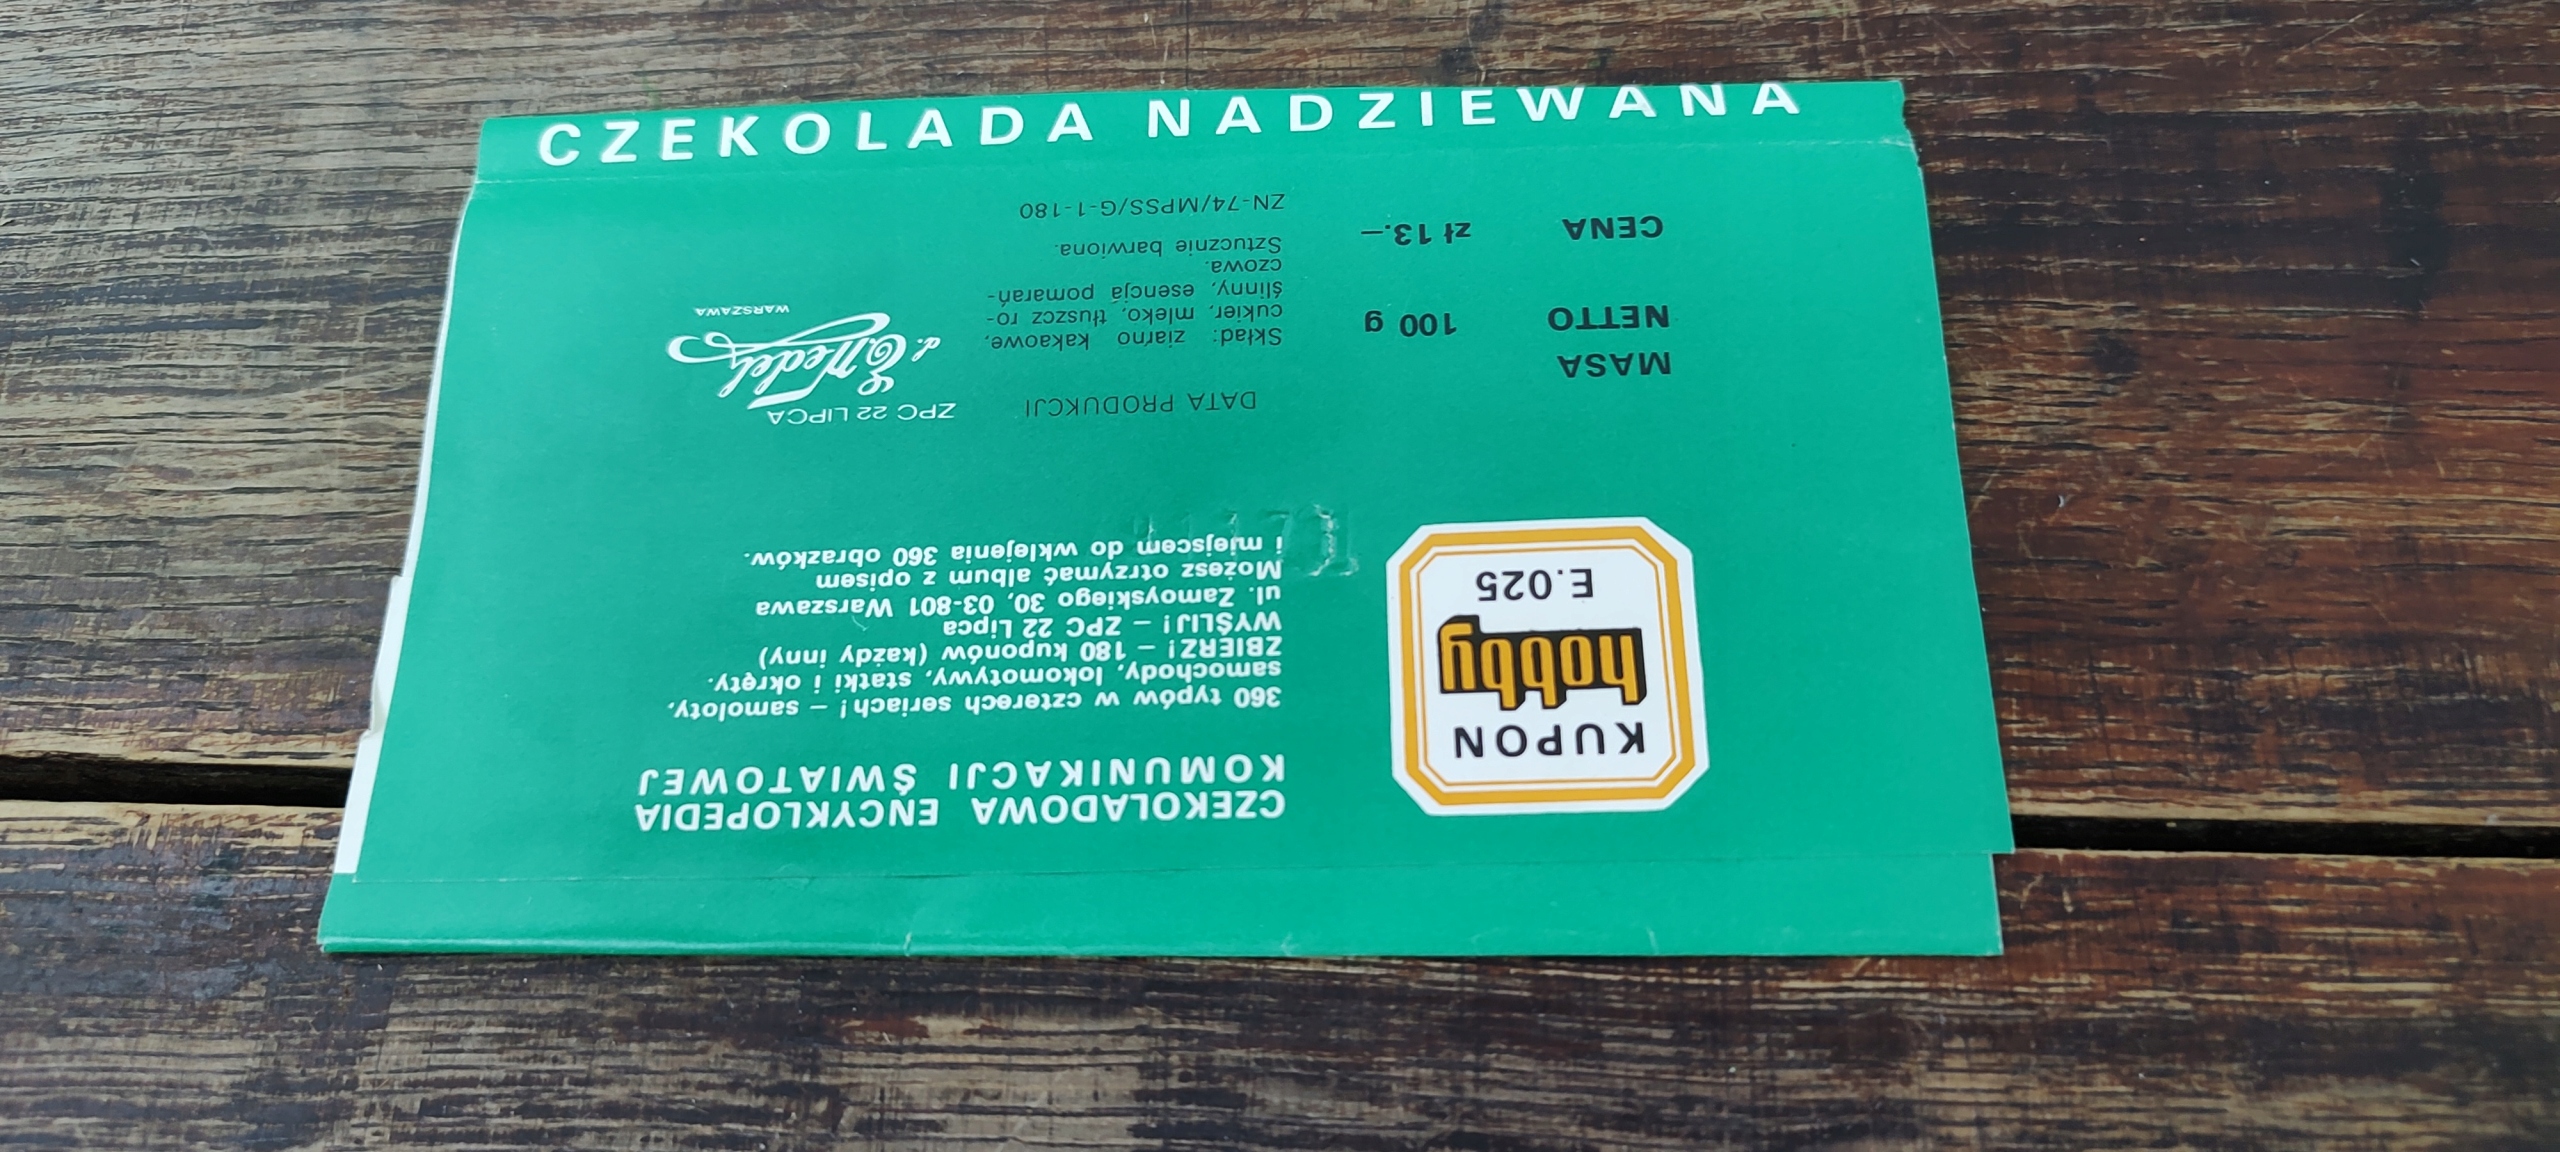 CZEKOLADA NADZIEWANA
CZEKOLADOWA ENCYKLOPEDIA
KOMUNIKACJI ŚWIATOWEJ
360 typów w czterech seriach! – samoloty,
samochody, lokomotywy, statki i okręty.
ZBIERZ! – 180 kuponów (każdy inny)
WYŚLIJ! – ZPC 22 Lipca
ul. Zamoyskiego 30, 03-801 Warszawa
Możesz otrzymać album z opisem
i miejscem do wklejenia 360 obrazków.
KUPON
hobby
E.025
MASA
NETTO 100 g
CENA zł 13.—
DATA PRODUKCJI
Skład: ziarno kakaowe,
cukier, mleko, tłuszcz ro-
ślinny, esencja pomarań-
czowa.
Sztucznie barwiona.
ZN-74/MPSS/G-1-180
ZPC 22 LIPCA
d. E. Wedel
WARSZAWA